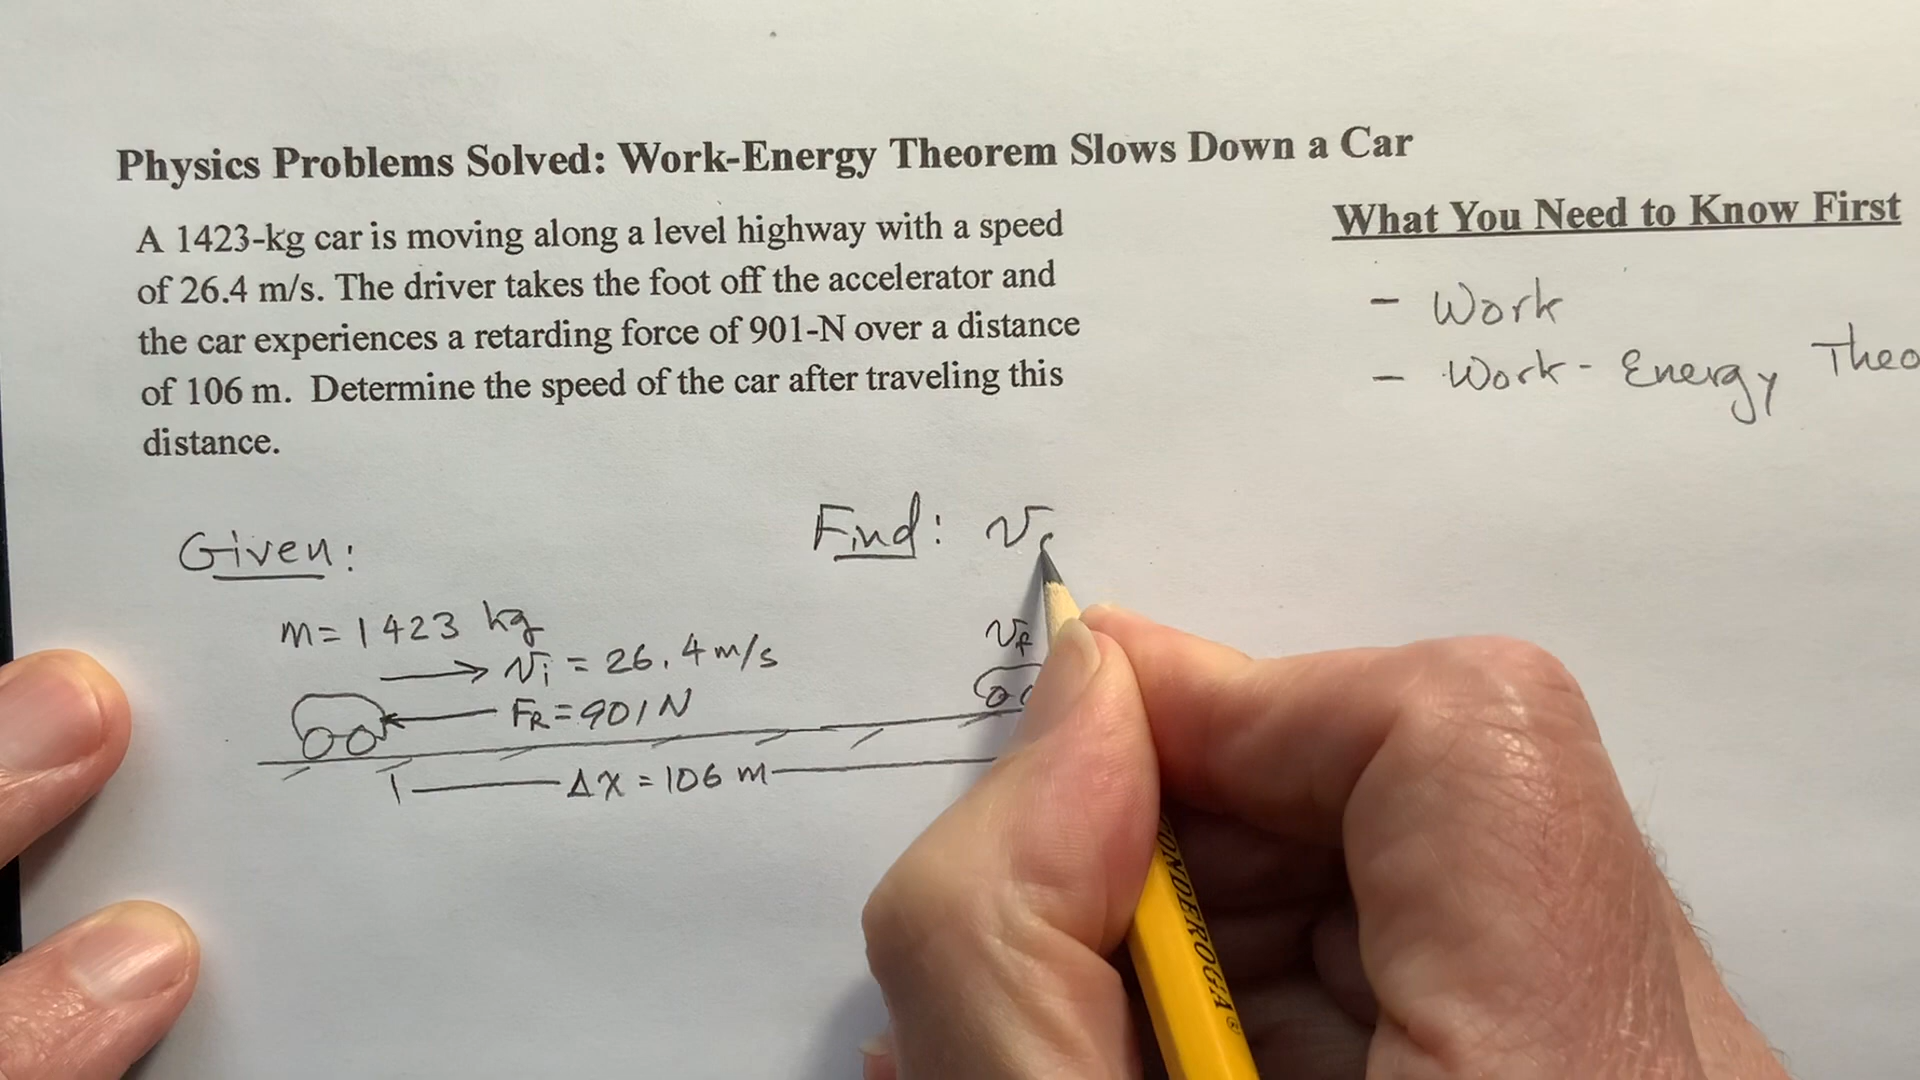 Physics Problems Solved: Work-Energy Theorem Slows Down a Car
A 1423-kg car is moving along a level highway with a speed
of 26.4 m/s. The driver takes the foot off the accelerator and
the car experiences a retarding force of 901-N over a distance
of 106 m. Determine the speed of the car after traveling this
distance.
What You Need to Know First
- Work
- Work-Energy Theo
Given:
m = 1423 kg
→ vi = 26.4 m/s
FR = 901 N
Δx = 106 m
Find: v
vf
TICONDEROGA®